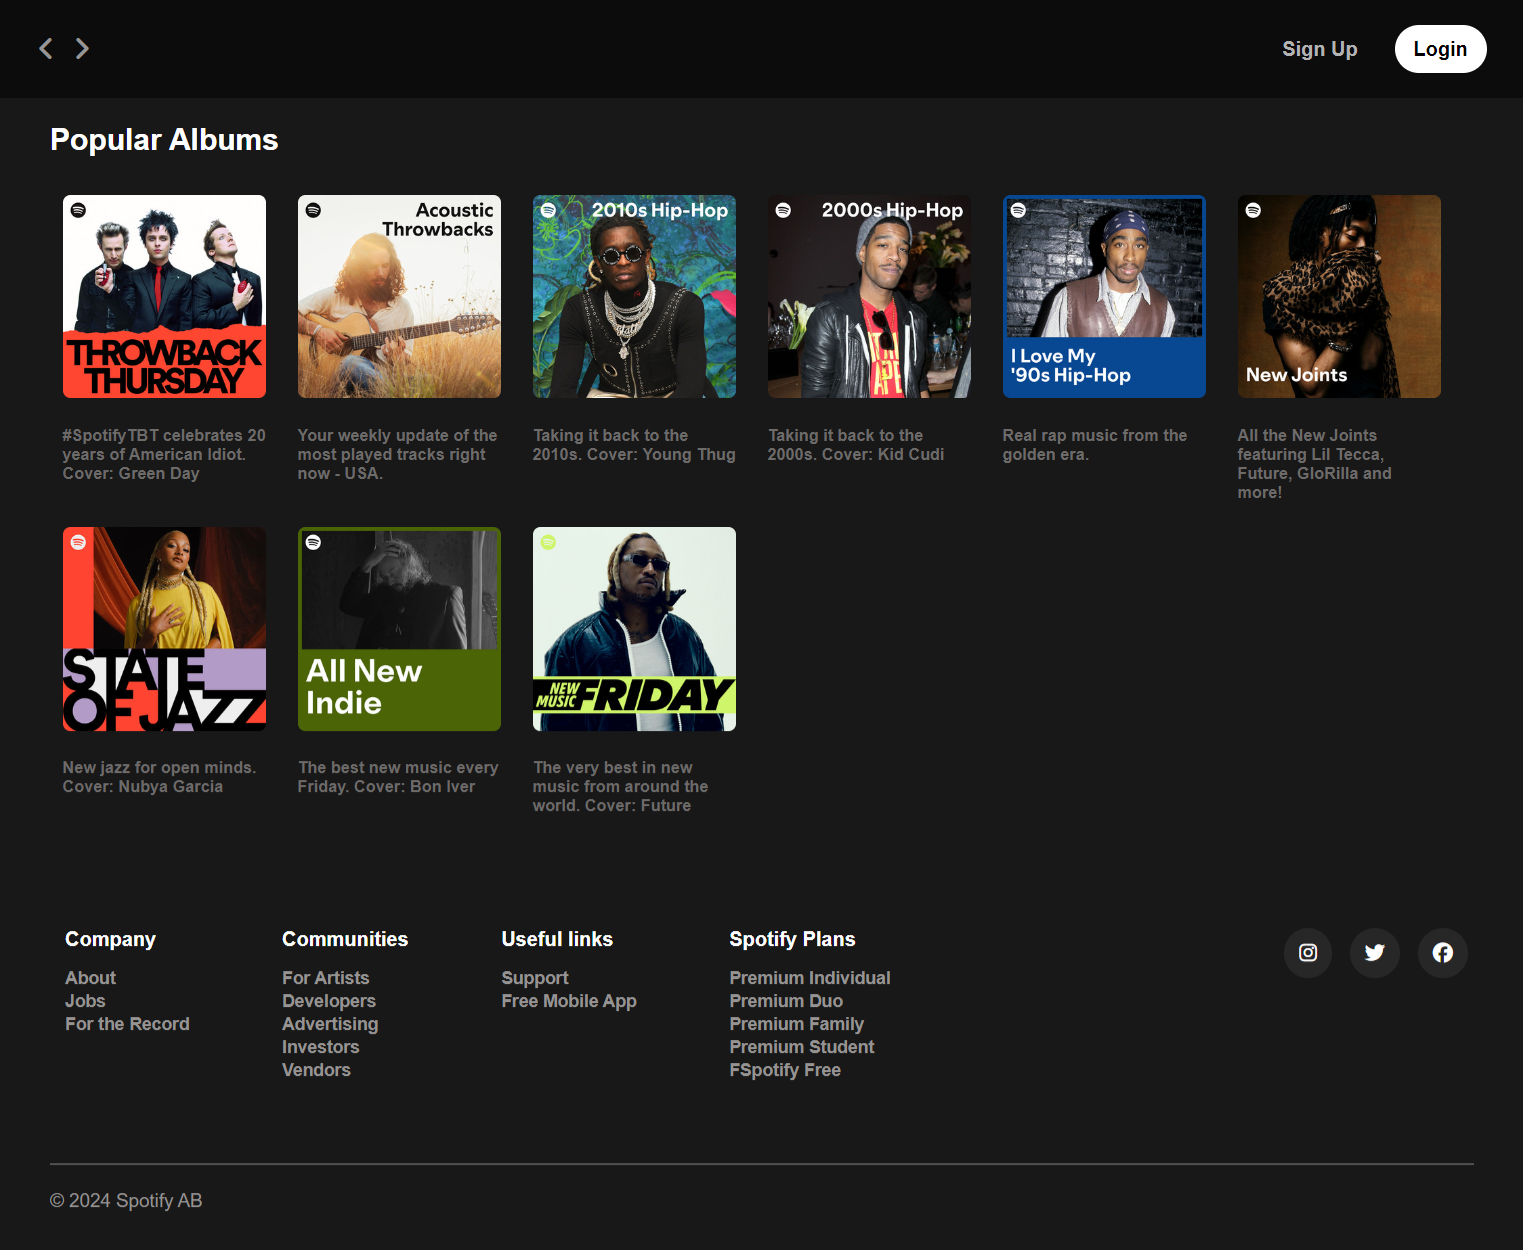 Sign Up
Login
Popular Albums
THROWBACK
THURSDAY
Acoustic
Throwbacks
2010s Hip-Hop
2000s Hip-Hop
I Love My
'90s Hip-Hop
New Joints
#SpotifyTBT celebrates 20
years of American Idiot.
Cover: Green Day
Your weekly update of the
most played tracks right
now - USA.
Taking it back to the
2010s. Cover: Young Thug
Taking it back to the
2000s. Cover: Kid Cudi
Real rap music from the
golden era.
All the New Joints
featuring Lil Tecca,
Future, GloRilla and
more!
STATE
OF JAZZ
All New
Indie
NEW
MUSIC
FRIDAY
New jazz for open minds.
Cover: Nubya Garcia
The best new music every
Friday. Cover: Bon Iver
The very best in new
music from around the
world. Cover: Future
Company
About
Jobs
For the Record
Communities
For Artists
Developers
Advertising
Investors
Vendors
Useful links
Support
Free Mobile App
Spotify Plans
Premium Individual
Premium Duo
Premium Family
Premium Student
FSpotify Free
© 2024 Spotify AB